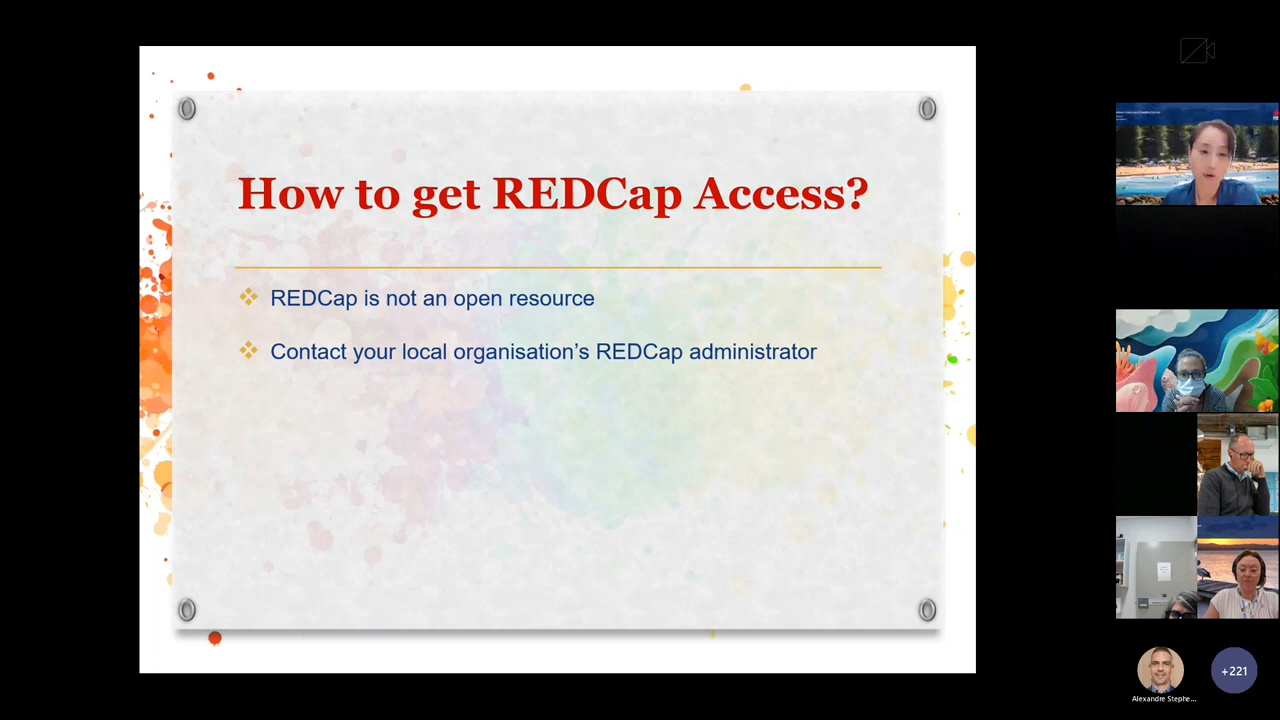 How to get REDCap Access?
REDCap is not an open resource
Contact your local organisation's REDCap administrator
Alexandre Stephe...
+221